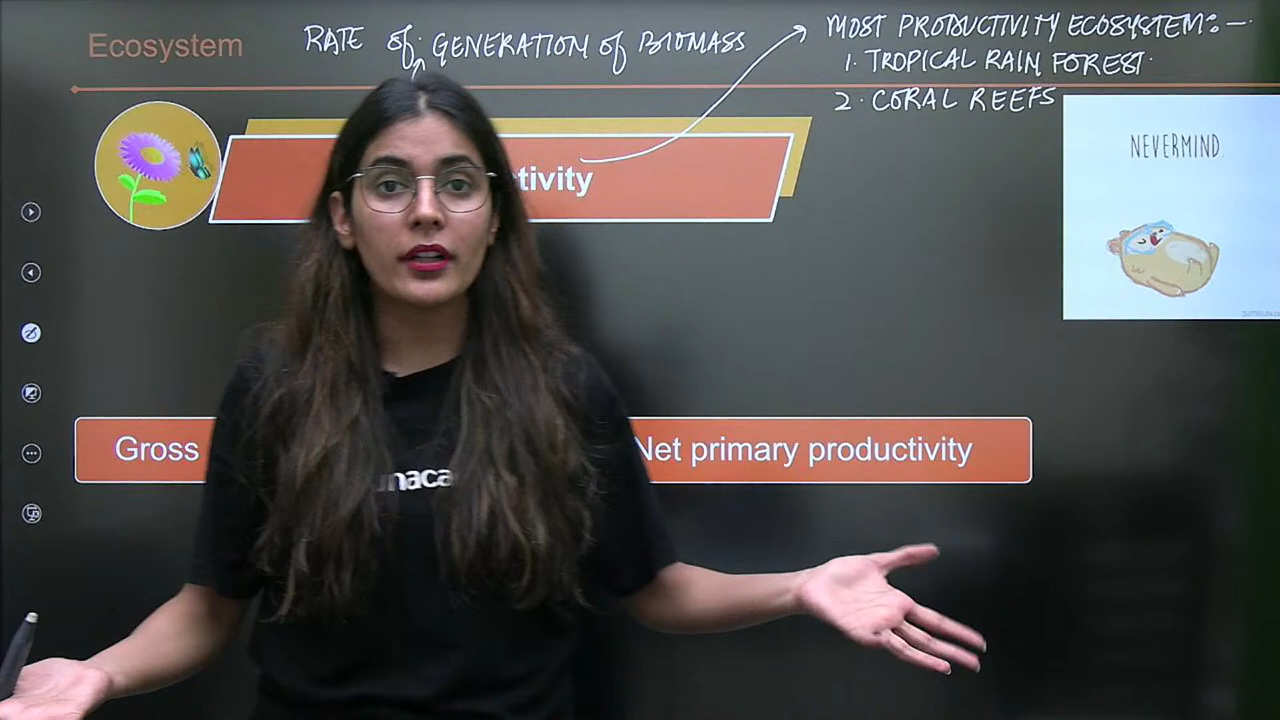 Ecosystem
RATE of GENERATION of BIOMASS
MOST PRODUCTIVITY ECOSYSTEM:-
1. TROPICAL RAIN FOREST
2. CORAL REEFS
NEVERMIND.
tivity
Gross
Net primary productivity
naca